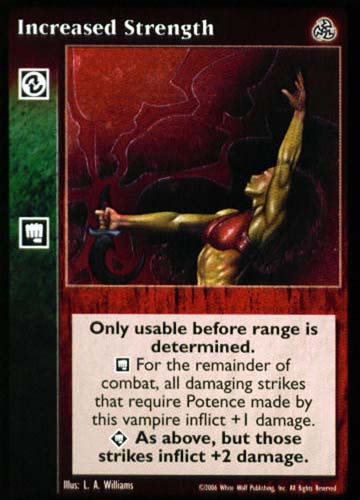 Increased Strength
Only usable before range is
determined.
For the remainder of
combat, all damaging strikes
that require Potence made by
this vampire inflict +1 damage.
As above, but those
strikes inflict +2 damage.
Illus: L. A. Williams
©2006 White Wolf Publishing, Inc. All Rights Reserved.